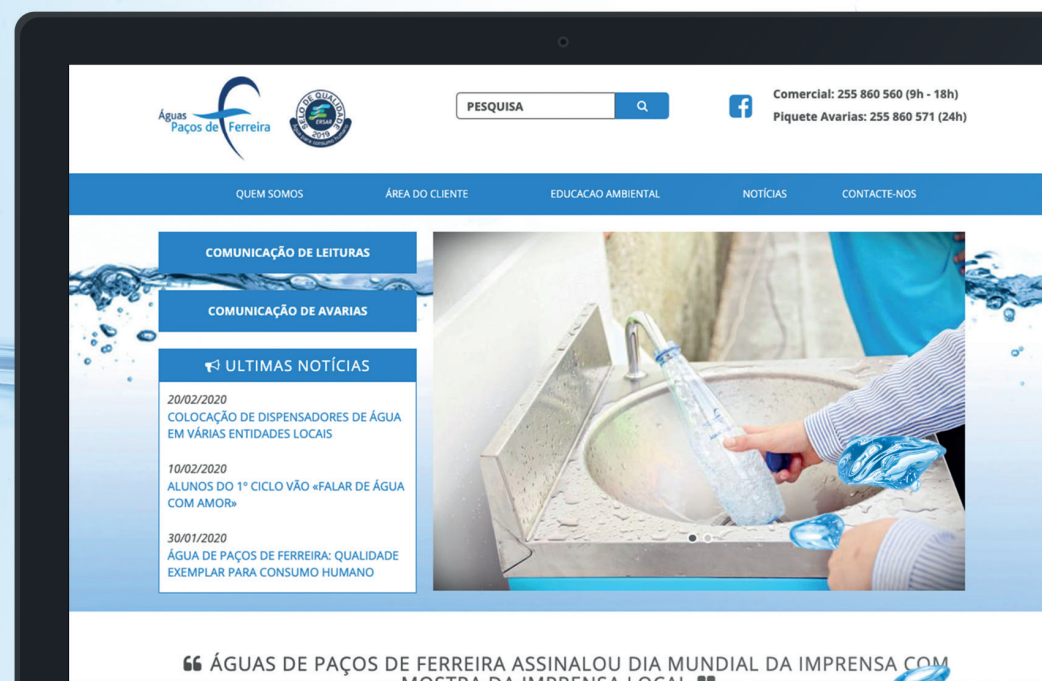 Águas
Paços de Ferreira
SELO DE QUALIDADE
ERSAR
2019
água para consumo humano
PESQUISA
Comercial: 255 860 560 (9h - 18h)
Piquete Avarias: 255 860 571 (24h)
QUEM SOMOS
ÁREA DO CLIENTE
EDUCACAO AMBIENTAL
NOTÍCIAS
CONTACTE-NOS
COMUNICAÇÃO DE LEITURAS
COMUNICAÇÃO DE AVARIAS
ULTIMAS NOTÍCIAS
20/02/2020
COLOCAÇÃO DE DISPENSADORES DE ÁGUA
EM VÁRIAS ENTIDADES LOCAIS
10/02/2020
ALUNOS DO 1º CICLO VÃO «FALAR DE ÁGUA
COM AMOR»
30/01/2020
ÁGUA DE PAÇOS DE FERREIRA: QUALIDADE
EXEMPLAR PARA CONSUMO HUMANO
❝ ÁGUAS DE PAÇOS DE FERREIRA ASSINALOU DIA MUNDIAL DA IMPRENSA COM
MOSTRA DA IMPRENSA LOCAL ❞